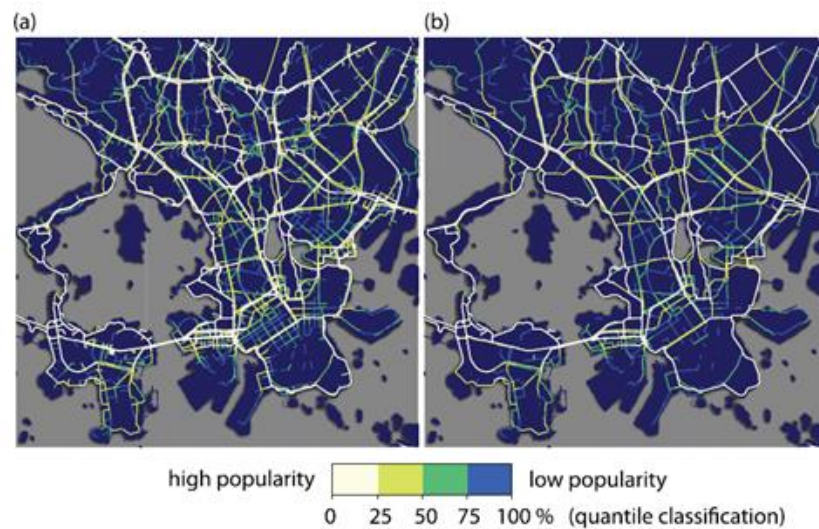 (a) (b)
high popularity low popularity
0 25 50 75 100 % (quantile classification)